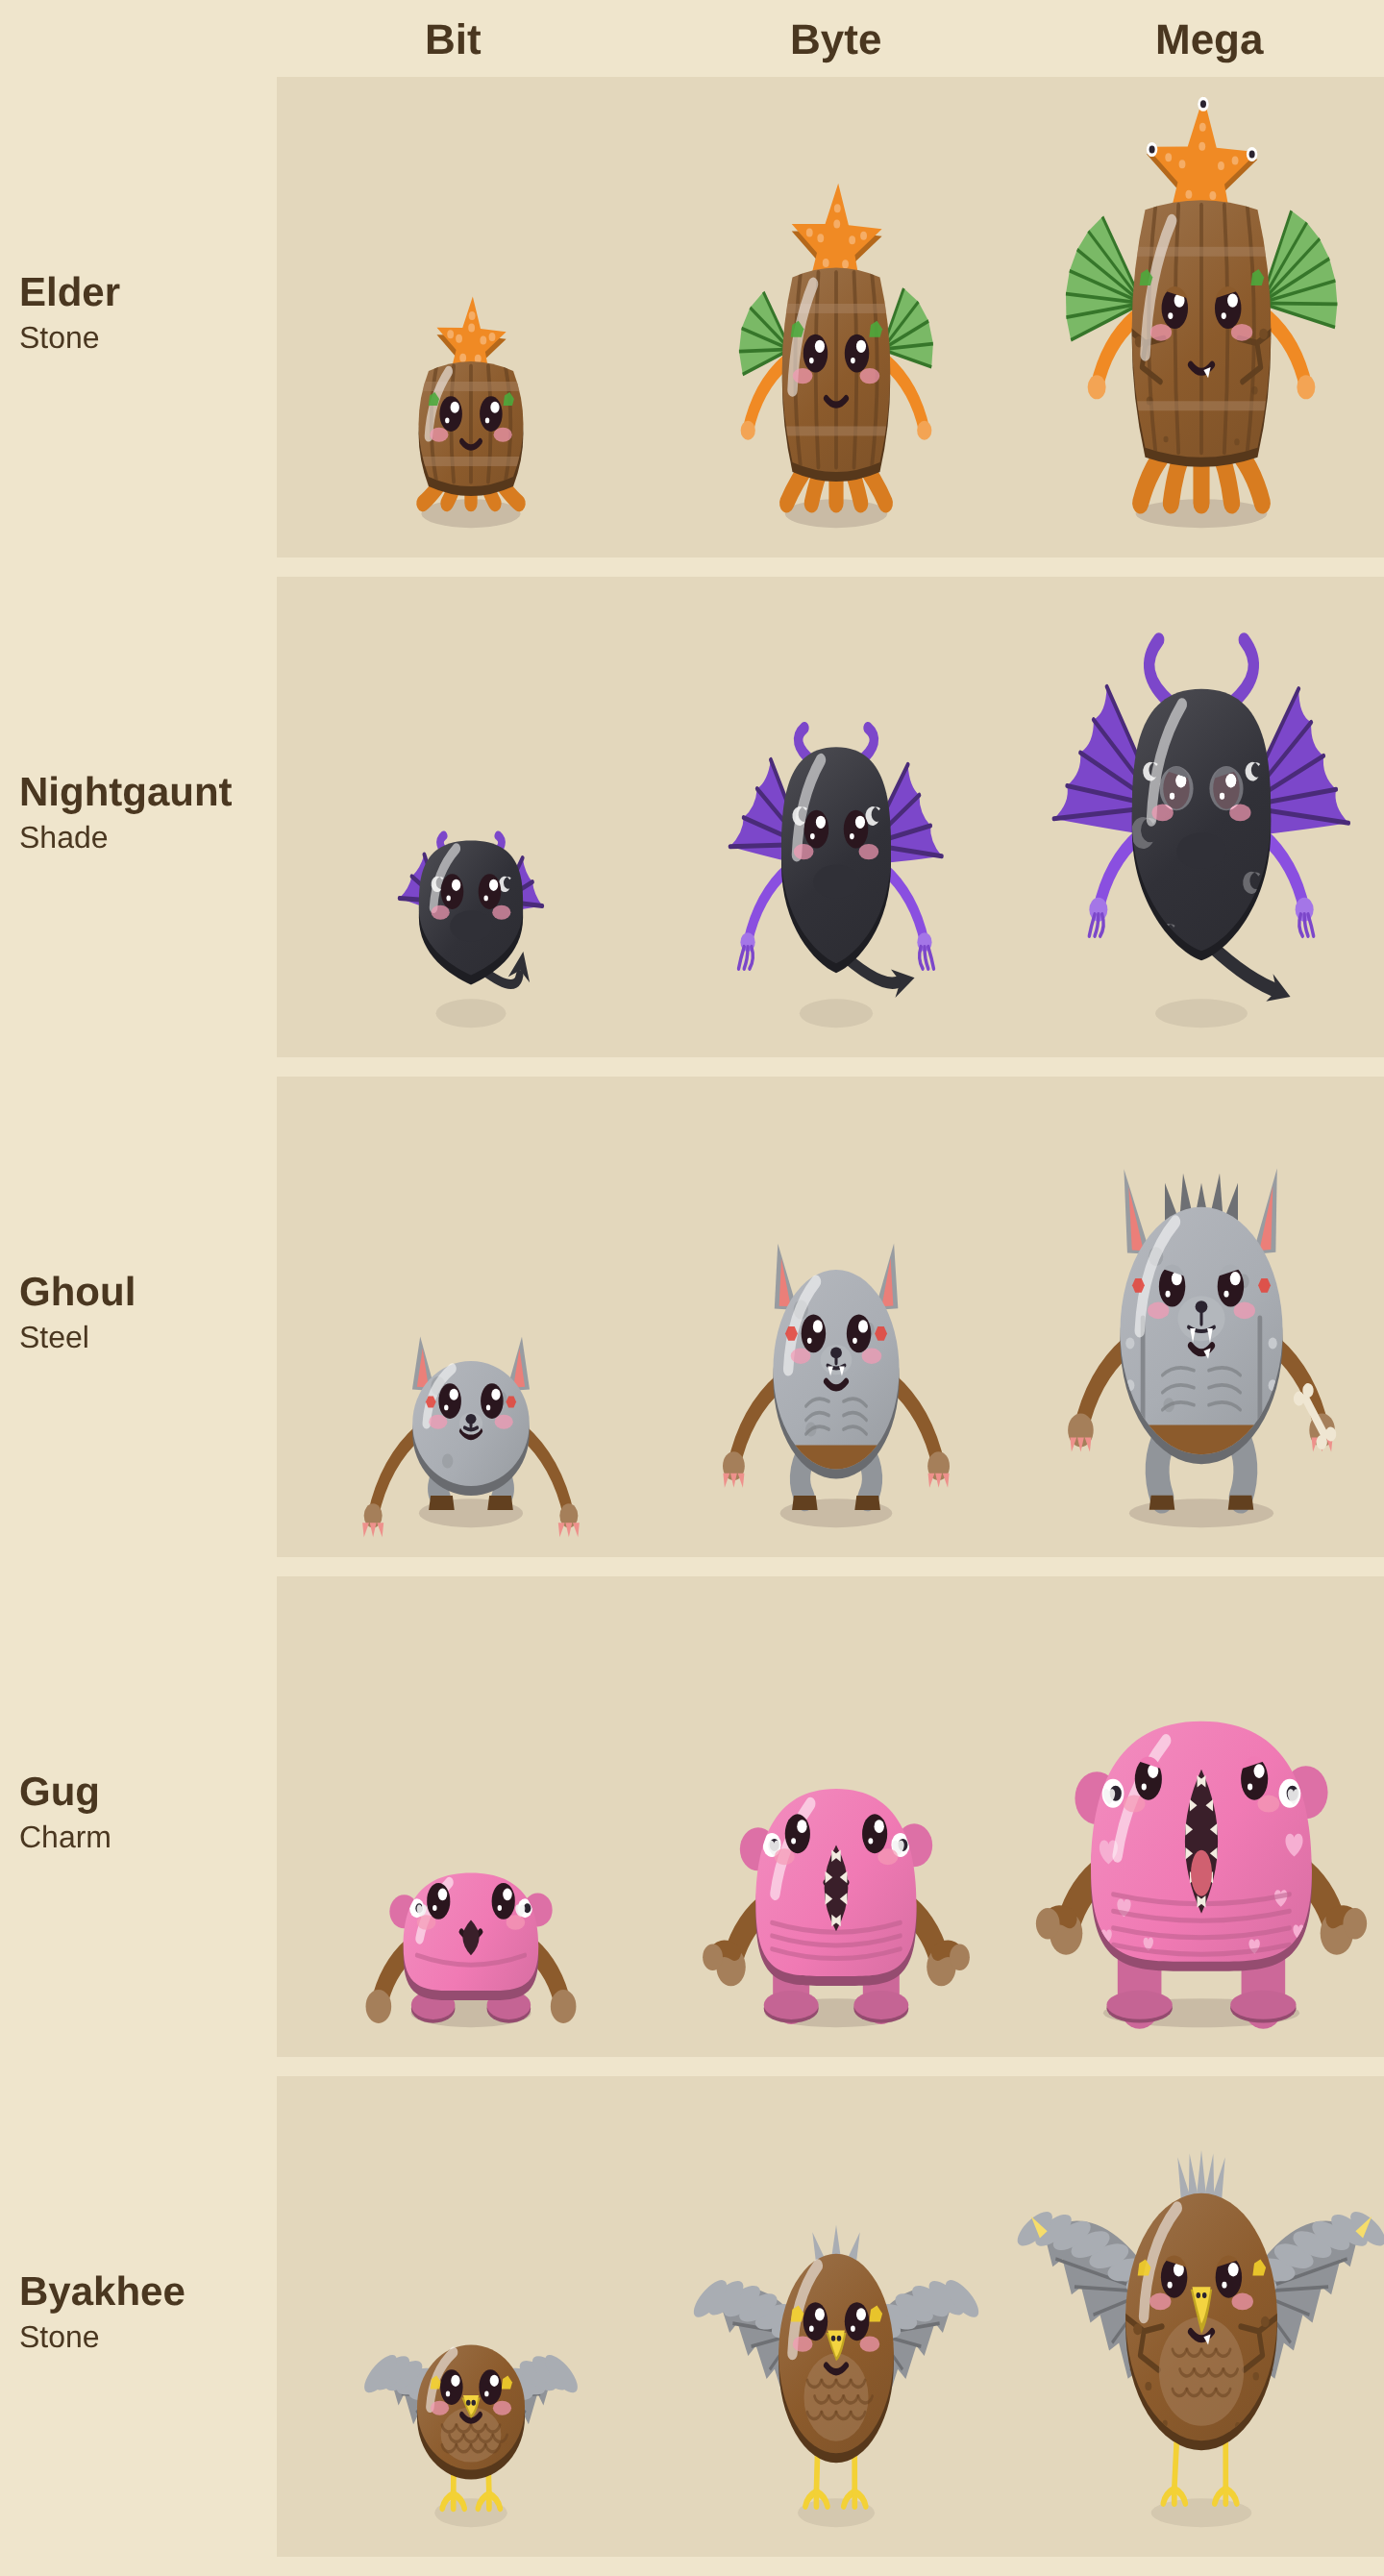 Bit Byte Mega
Elder
Stone
Nightgaunt
Shade
Ghoul
Steel
Gug
Charm
Byakhee
Stone